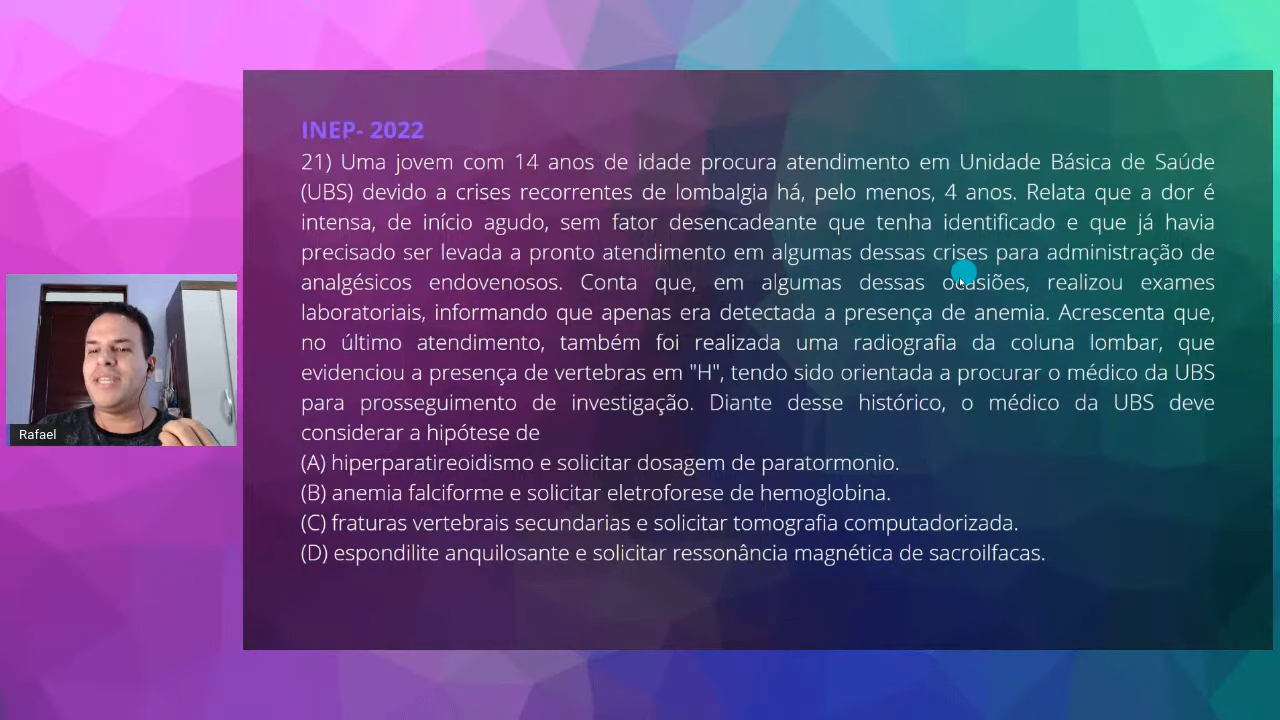 INEP- 2022
21) Uma jovem com 14 anos de idade procura atendimento em Unidade Básica de Saúde
(UBS) devido a crises recorrentes de lombalgia há, pelo menos, 4 anos. Relata que a dor é
intensa, de início agudo, sem fator desencadeante que tenha identificado e que já havia
precisado ser levada a pronto atendimento em algumas dessas crises para administração de
analgésicos endovenosos. Conta que, em algumas dessas ocasiões, realizou exames
laboratoriais, informando que apenas era detectada a presença de anemia. Acrescenta que,
no último atendimento, também foi realizada uma radiografia da coluna lombar, que
evidenciou a presença de vertebras em "H", tendo sido orientada a procurar o médico da UBS
para prosseguimento de investigação. Diante desse histórico, o médico da UBS deve
considerar a hipótese de
(A) hiperparatireoidismo e solicitar dosagem de paratormonio.
(B) anemia falciforme e solicitar eletroforese de hemoglobina.
(C) fraturas vertebrais secundarias e solicitar tomografia computadorizada.
(D) espondilite anquilosante e solicitar ressonância magnética de sacroilfacas.
Rafael